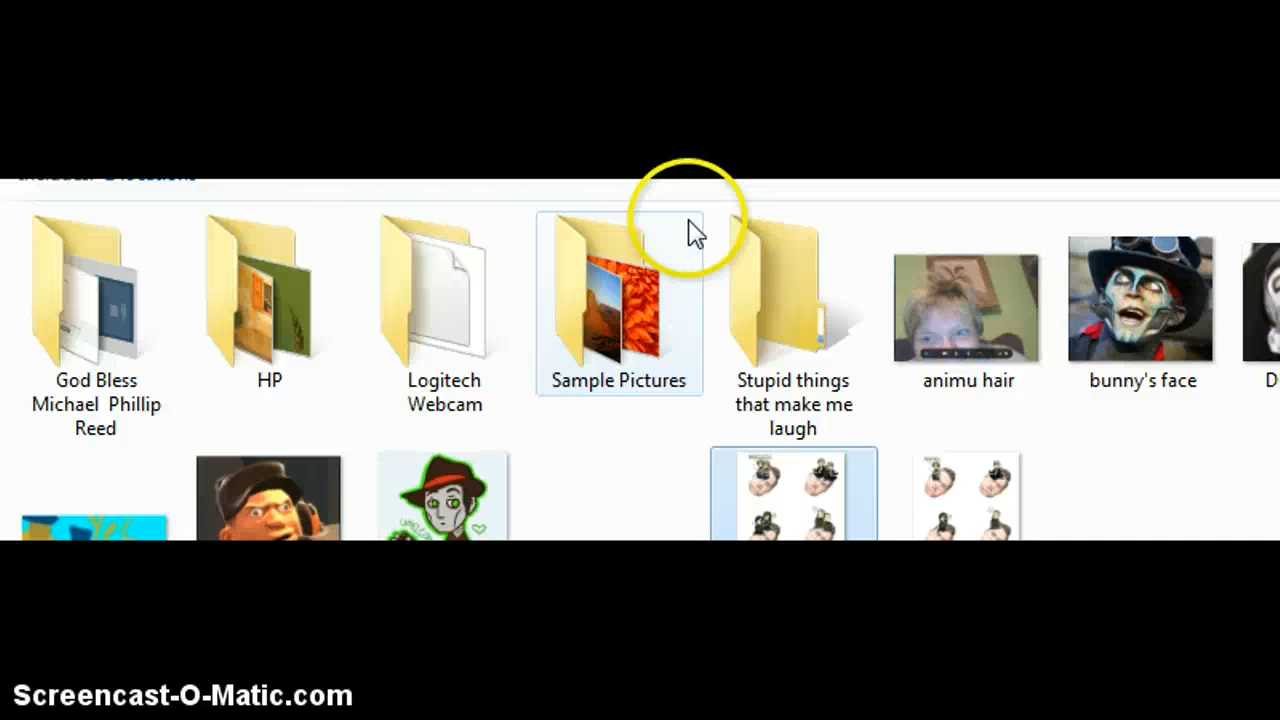 God Bless
Michael Phillip
Reed
HP
Logitech
Webcam
Sample Pictures
Stupid things
that make me
laugh
animu hair
bunny's face
D
Screencast-O-Matic.com